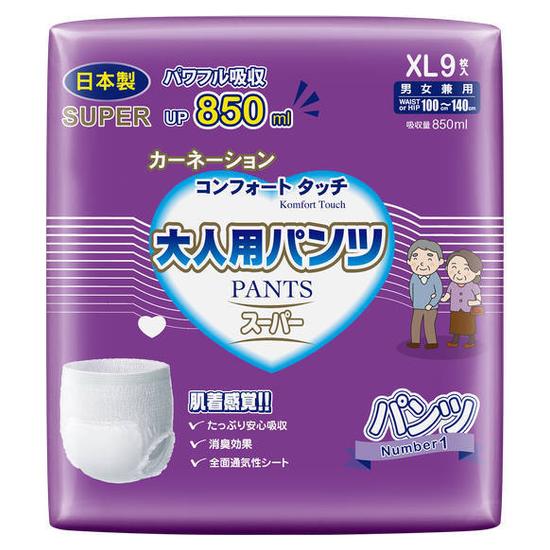 日本製
SUPER
パワフル吸収
UP 850 ml
XL9枚入
男女兼用
WAIST or HIP 100cm~140cm
吸収量 850ml
カーネーション
コンフォート タッチ
Komfort Touch
大人用パンツ
PANTS
スーパー
肌着感覚!!
✓たっぷり安心吸収
✓消臭効果
✓全面通気性シート
パンツ
Number 1